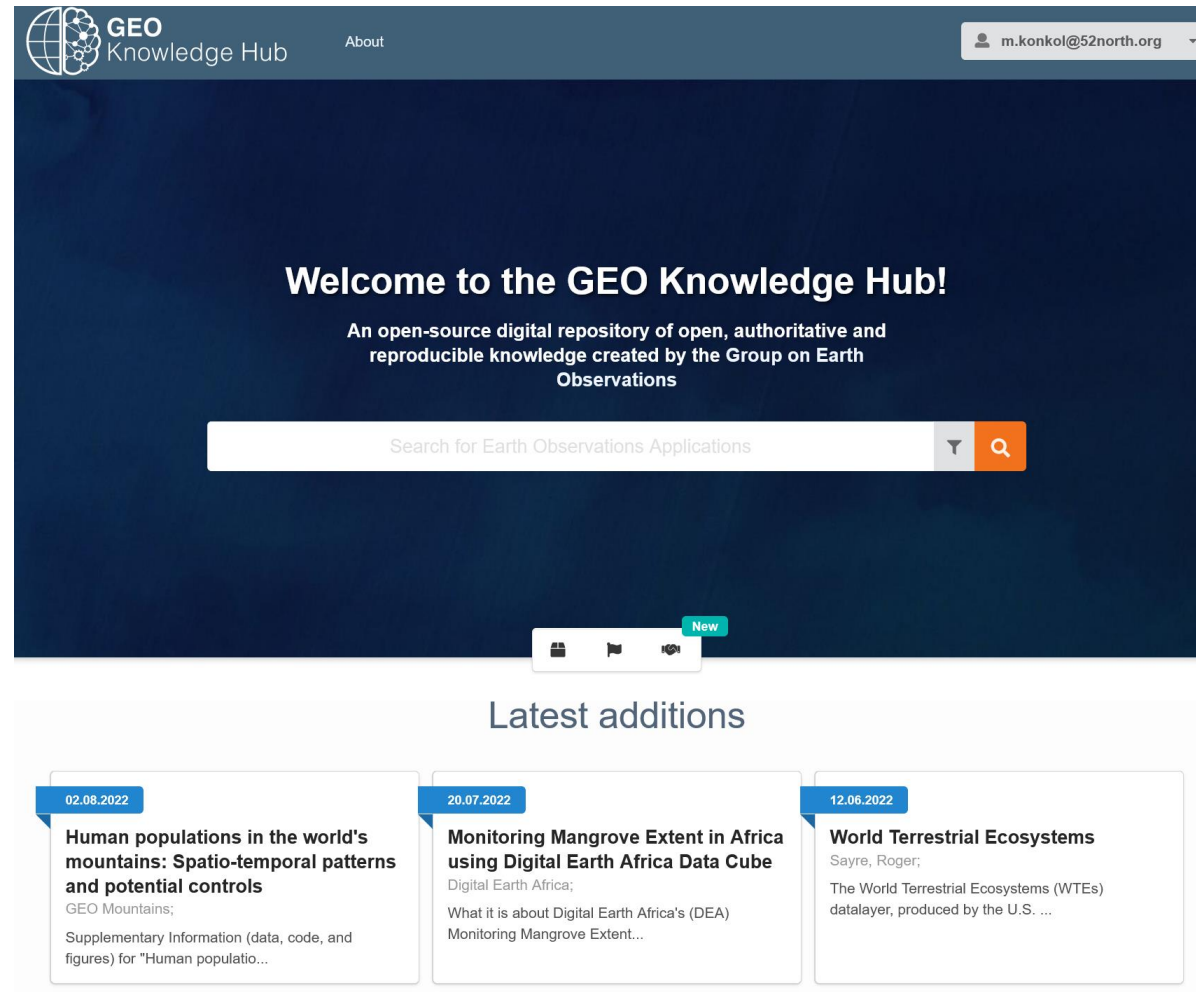 GEO
Knowledge Hub
About
m.konkol@52north.org
Welcome to the GEO Knowledge Hub!
An open-source digital repository of open, authoritative and
reproducible knowledge created by the Group on Earth
Observations
Search for Earth Observations Applications
New
Latest additions
02.08.2022
Human populations in the world's
mountains: Spatio-temporal patterns
and potential controls
GEO Mountains;
Supplementary Information (data, code, and
figures) for "Human populatio...
20.07.2022
Monitoring Mangrove Extent in Africa
using Digital Earth Africa Data Cube
Digital Earth Africa;
What it is about Digital Earth Africa's (DEA)
Monitoring Mangrove Extent...
12.06.2022
World Terrestrial Ecosystems
Sayre, Roger;
The World Terrestrial Ecosystems (WTEs)
datalayer, produced by the U.S. ...